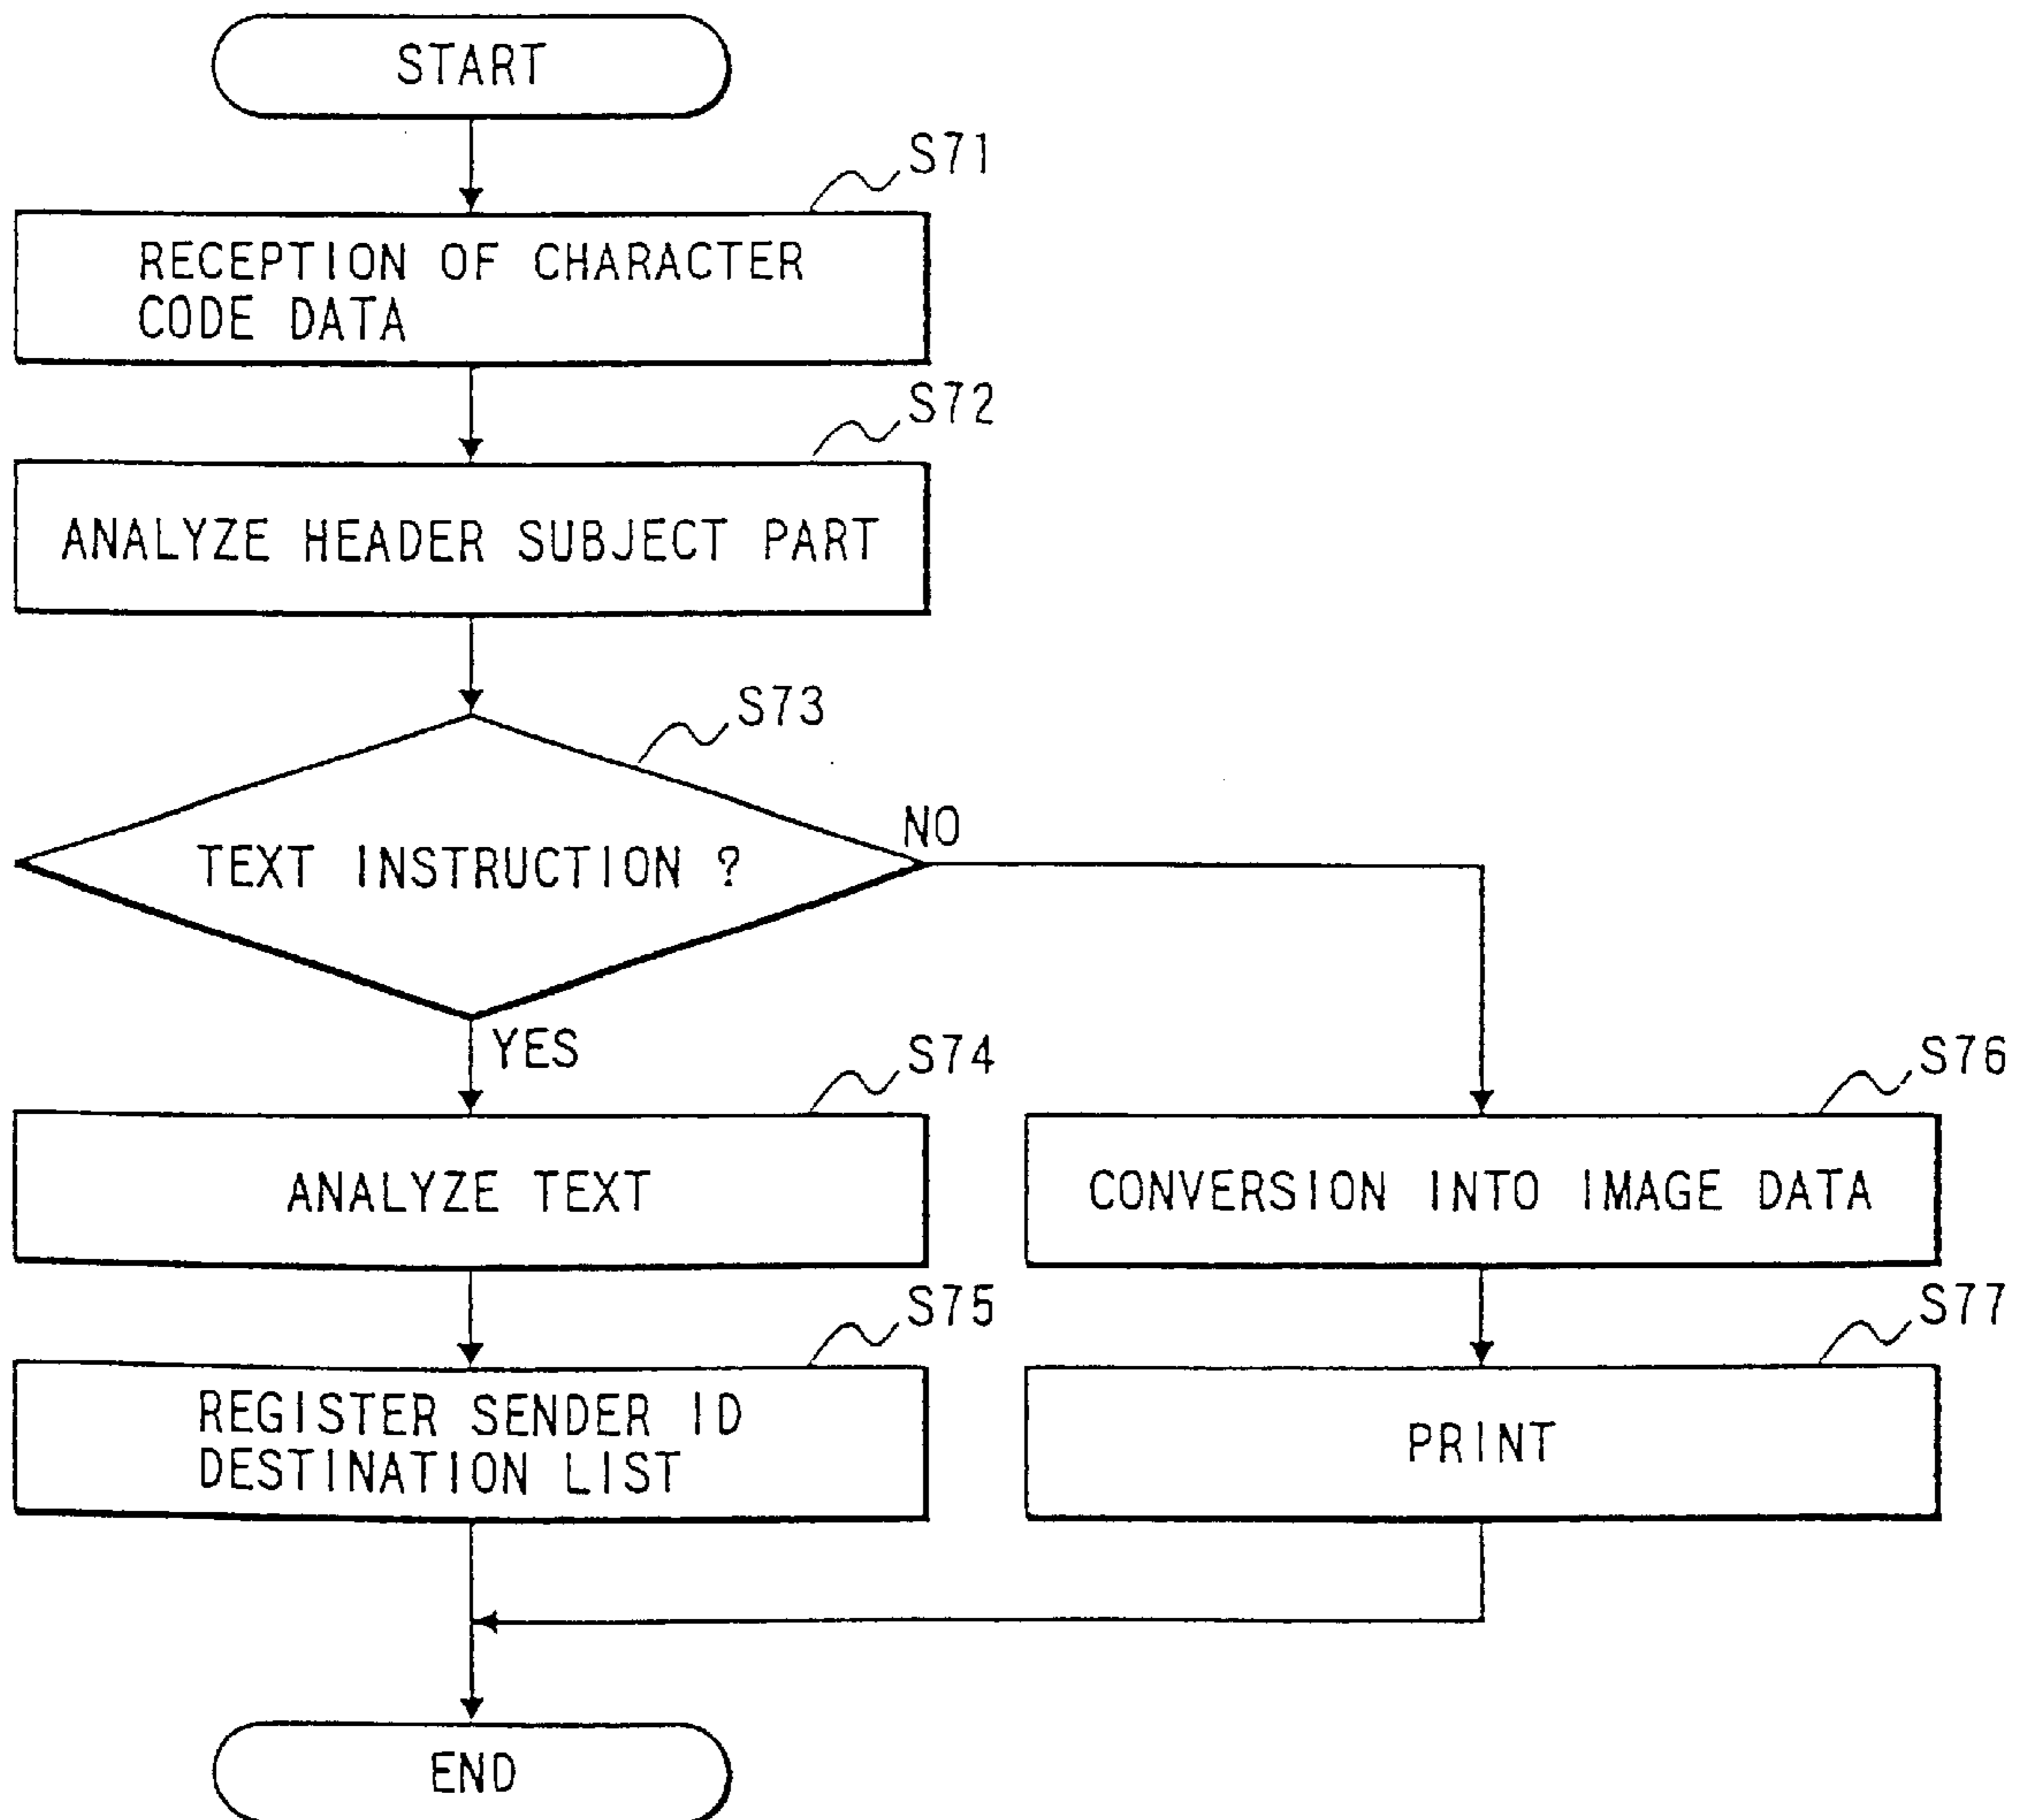 START
S71
RECEPTION OF CHARACTER
CODE DATA
S72
ANALYZE HEADER SUBJECT PART
S73
TEXT INSTRUCTION ?
NO
YES
S74
S76
ANALYZE TEXT
CONVERSION INTO IMAGE DATA
S75
S77
REGISTER SENDER ID
DESTINATION LIST
PRINT
END